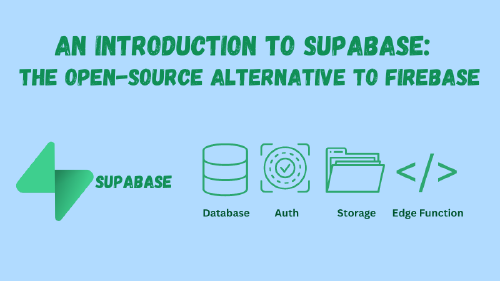 AN INTRODUCTION TO SUPABASE:
THE OPEN-SOURCE ALTERNATIVE TO FIREBASE
SUPABASE
Database Auth Storage Edge Function